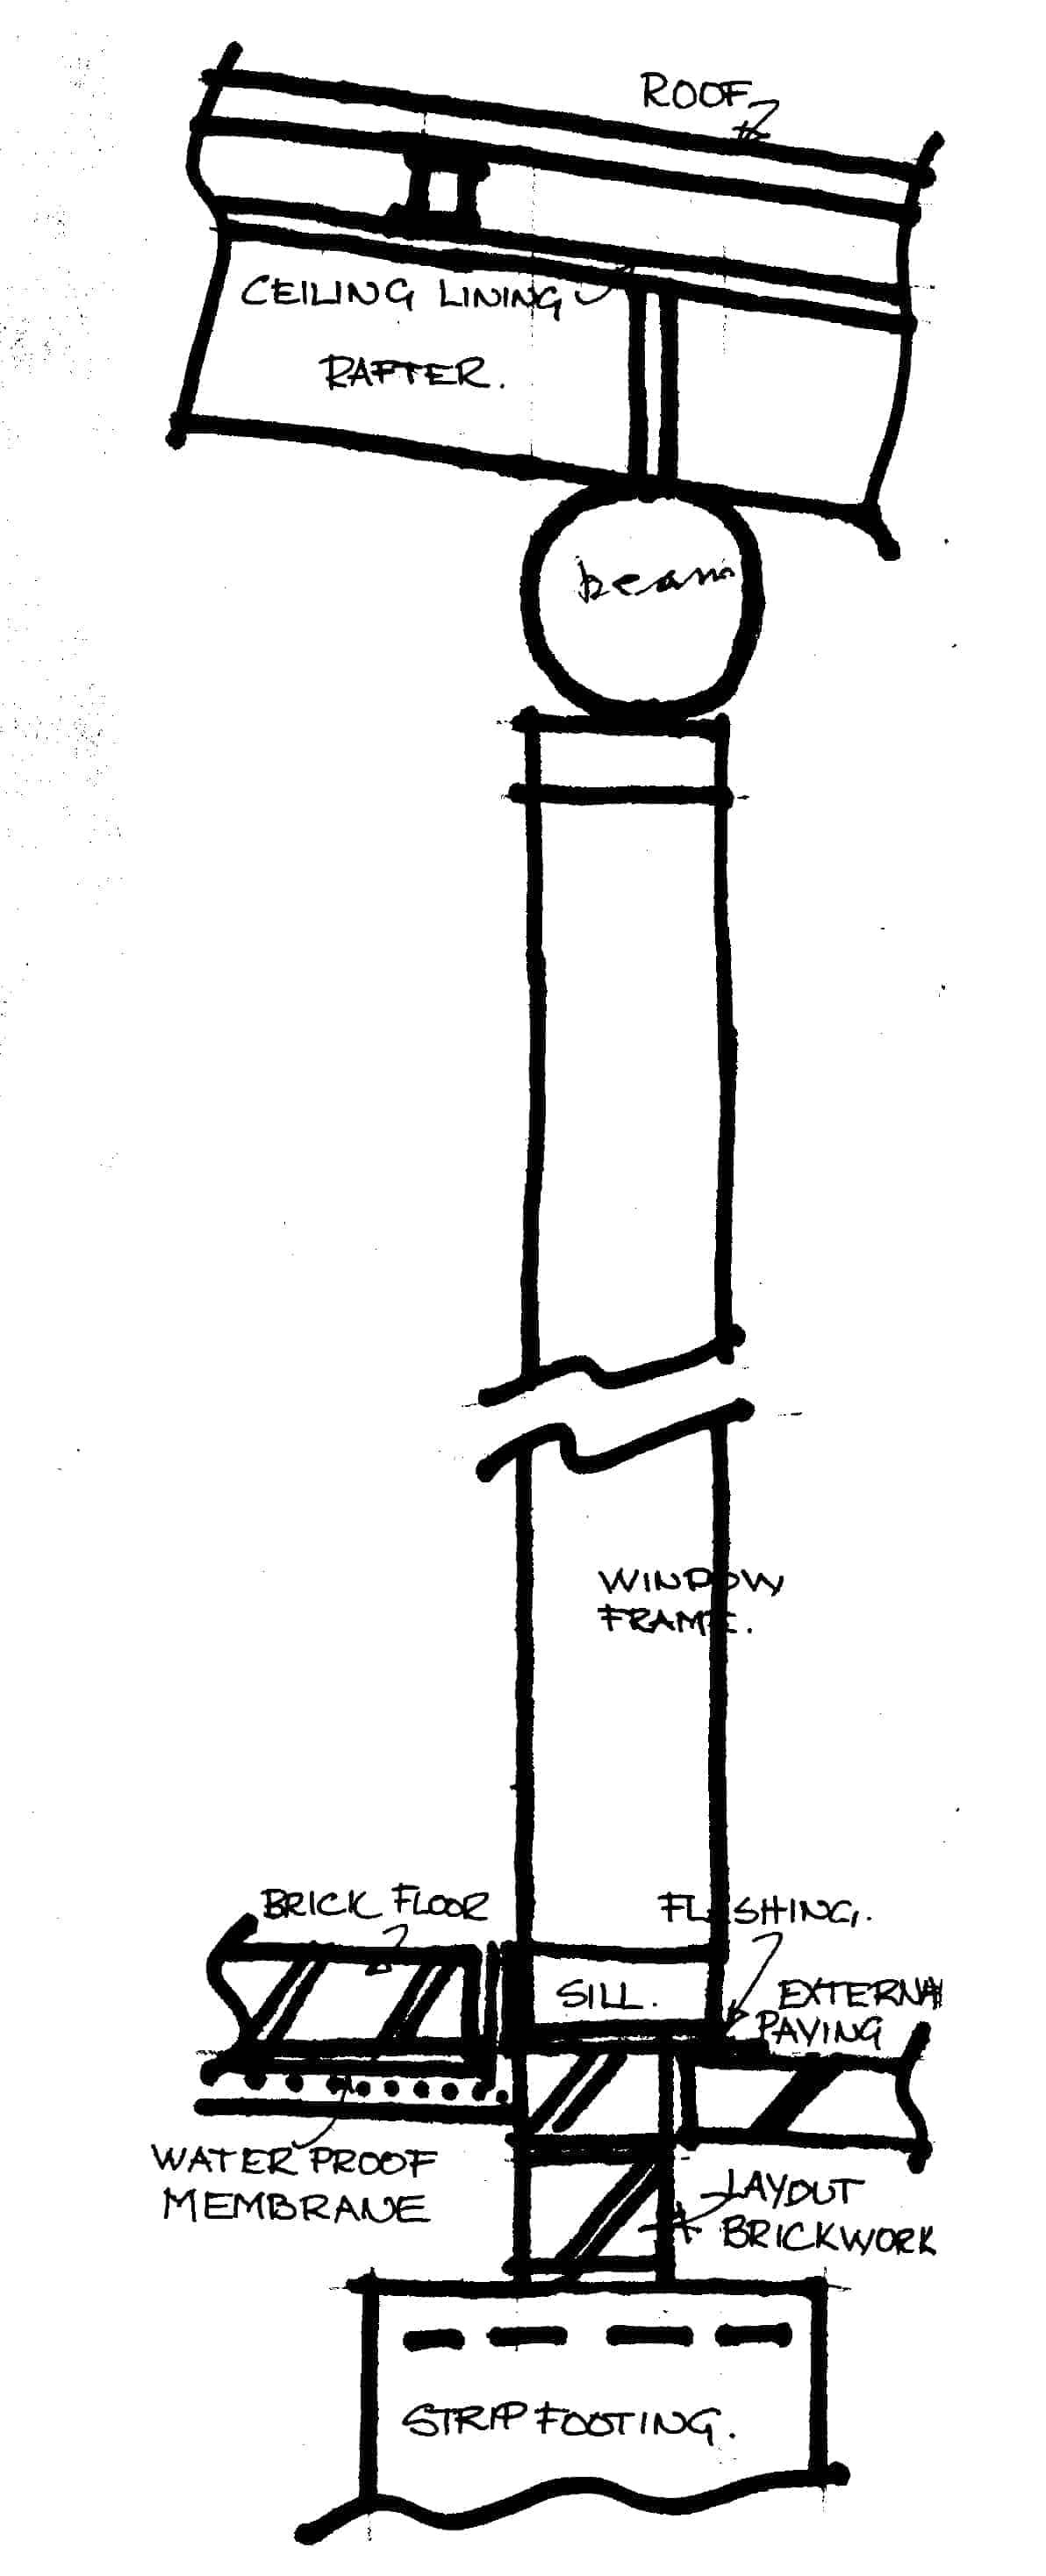 ROOF
CEILING LINING
RAFTER.
beam
WINDOW
FRAME.
BRICK FLOOR
FLASHING.
SILL.
EXTERNAL
PAVING
WATER PROOF
MEMBRANE
LAYOUT
BRICKWORK
STRIP FOOTING.